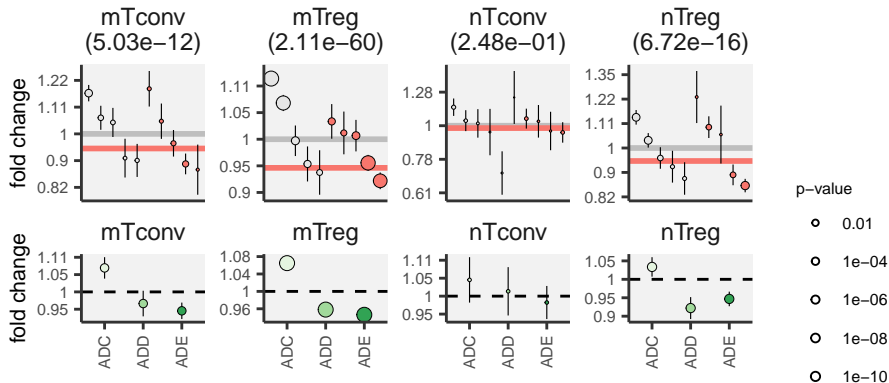 mTconv
(5.03e−12)
mTreg
(2.11e−60)
nTconv
(2.48e−01)
nTreg
(6.72e−16)
fold change
1.22
1.11
1
0.9
0.82
1.11
1.05
1
0.95
0.9
1.28
1
0.78
0.61
1.35
1.22
1.11
1
0.9
0.82
mTconv
mTreg
nTconv
nTreg
fold change
1.11
1.05
1
0.95
1.08
1.04
1
0.96
1.11
1.05
1
0.95
1.05
1
0.95
0.9
ADC
ADD
ADE
ADC
ADD
ADE
ADC
ADD
ADE
ADC
ADD
ADE
p−value
0.01
1e−04
1e−06
1e−08
1e−10